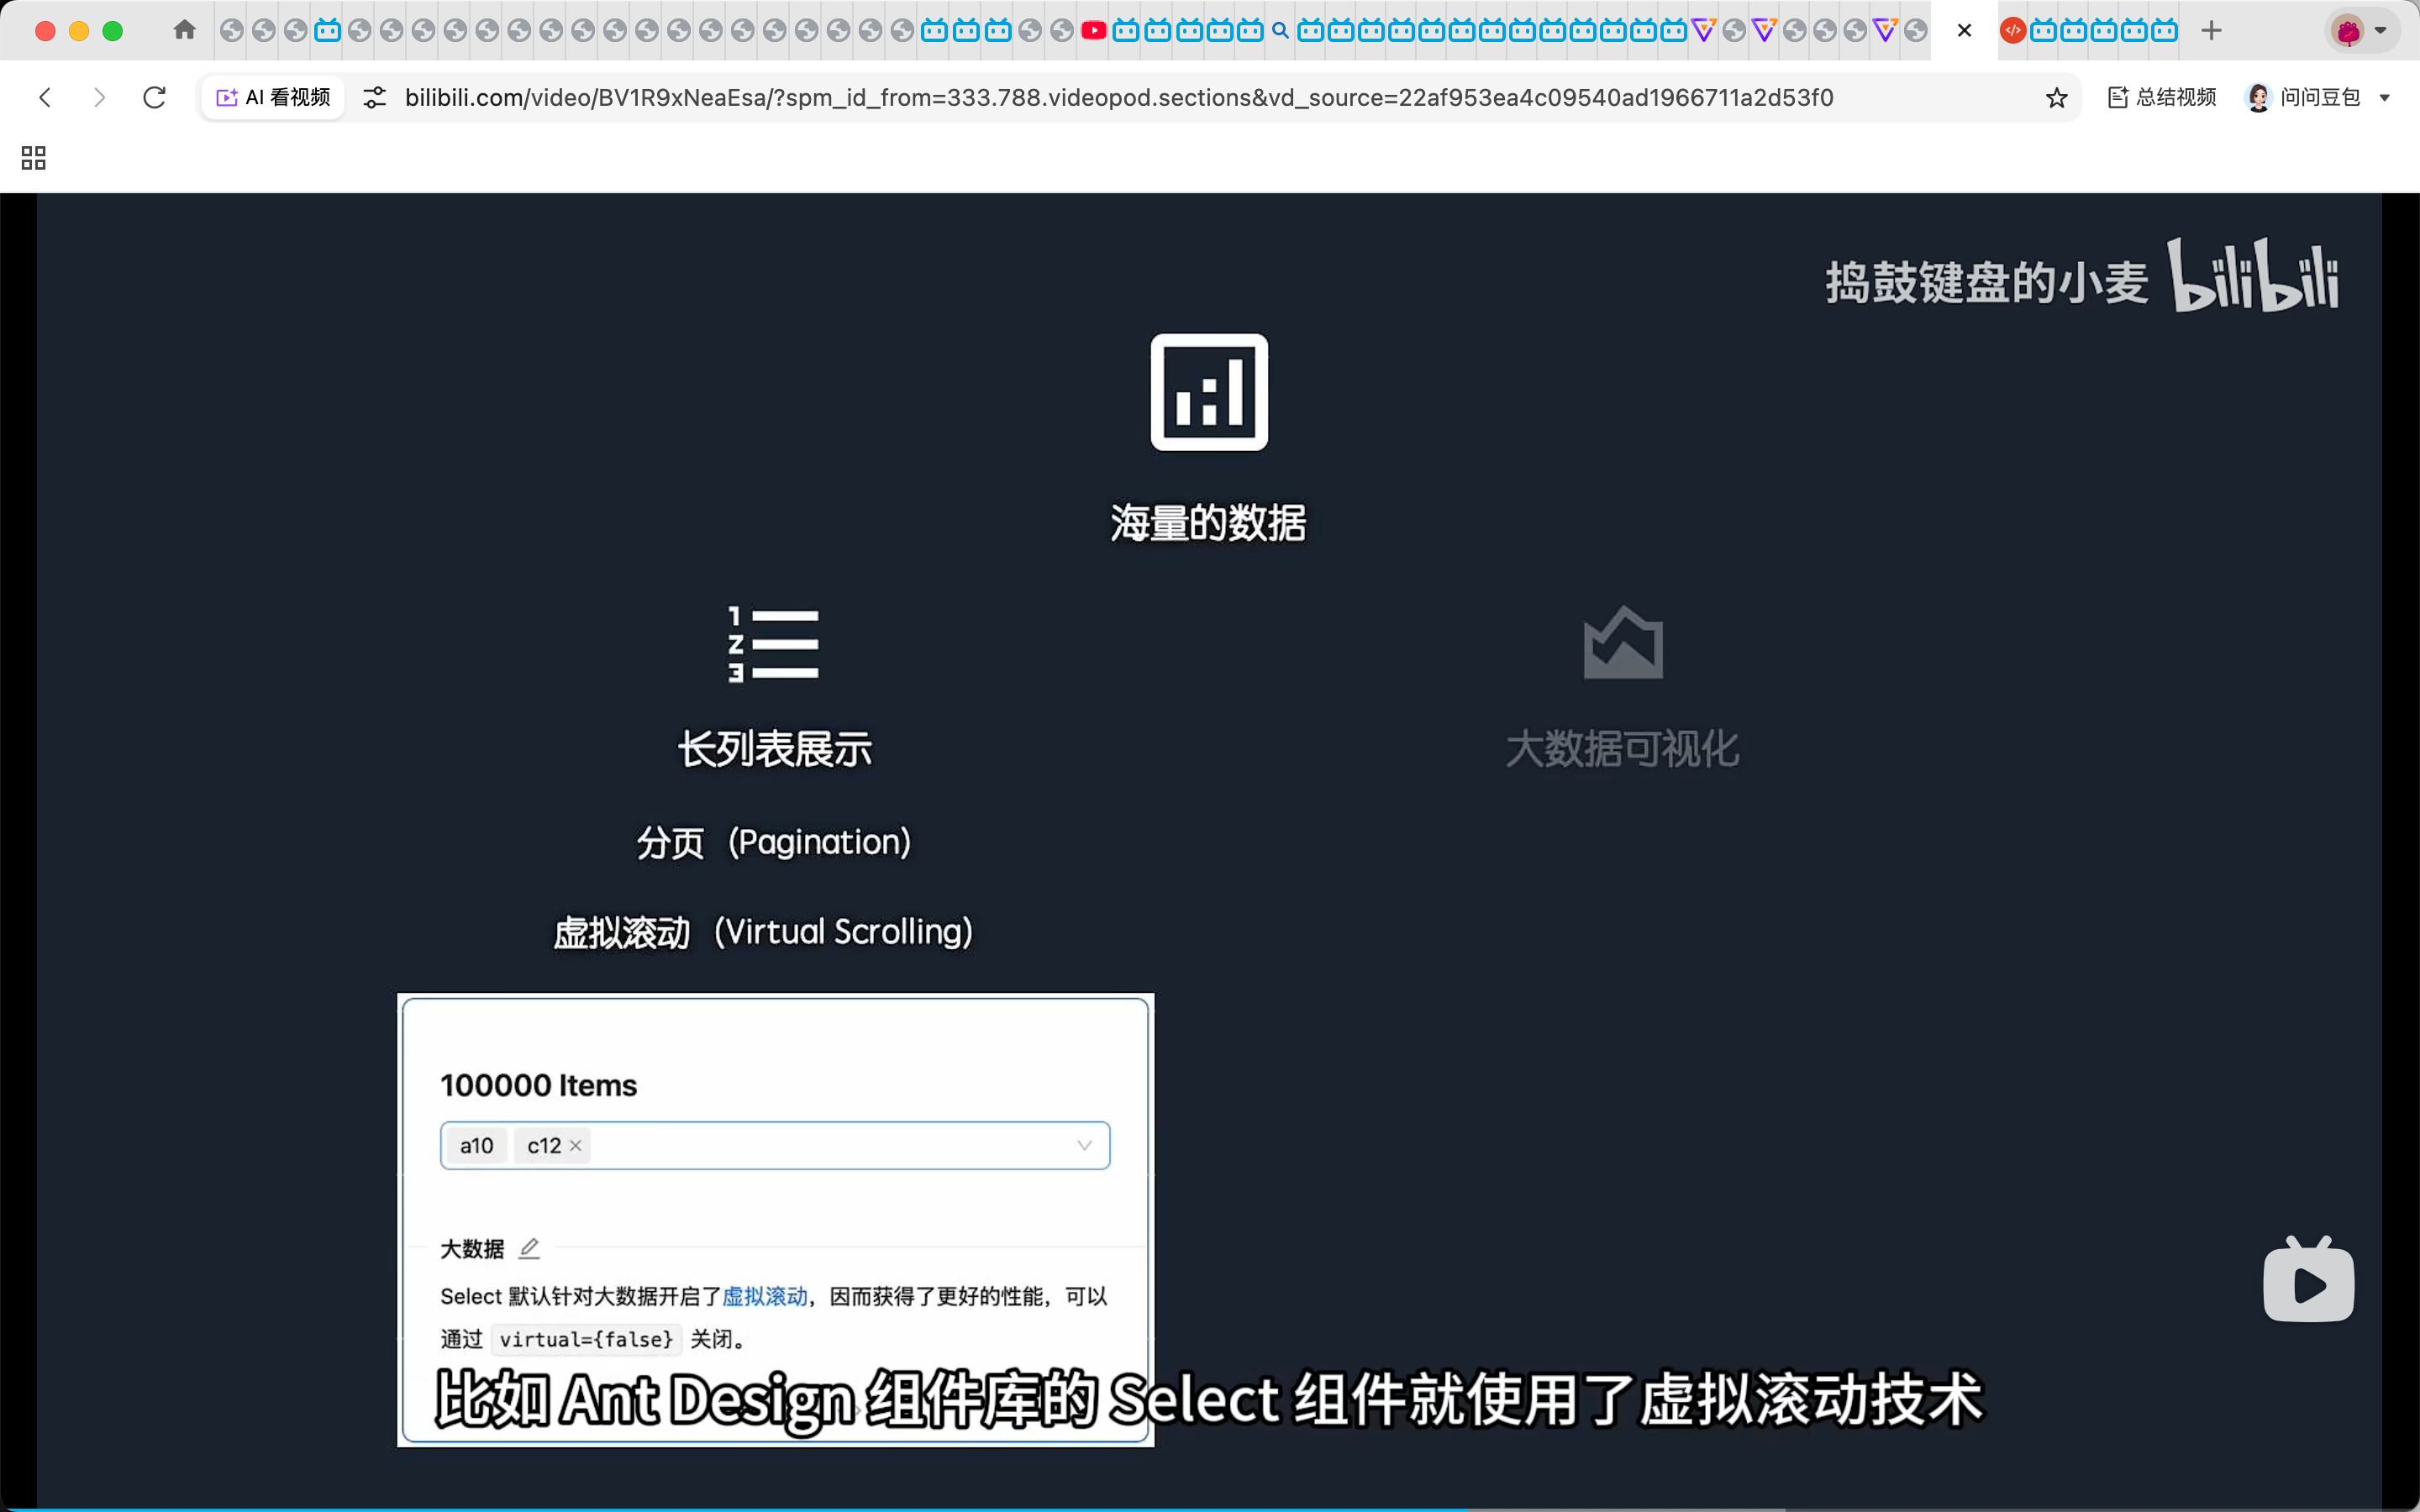 AI 看视频
bilibili.com/video/BV1R9xNeaEsa/?spm_id_from=333.788.videopod.sections&vd_source=22af953ea4c09540ad1966711a2d53f0
总结视频
问问豆包
捣鼓键盘的小麦 bilibili
海量的数据
1
2
3
长列表展示
大数据可视化
分页（Pagination）
虚拟滚动（Virtual Scrolling）
100000 Items
a10 c12
大数据
Select 默认针对大数据开启了虚拟滚动，因而获得了更好的性能，可以
通过 virtual={false} 关闭。
比如 Ant Design 组件库的 Select 组件就使用了虚拟滚动技术